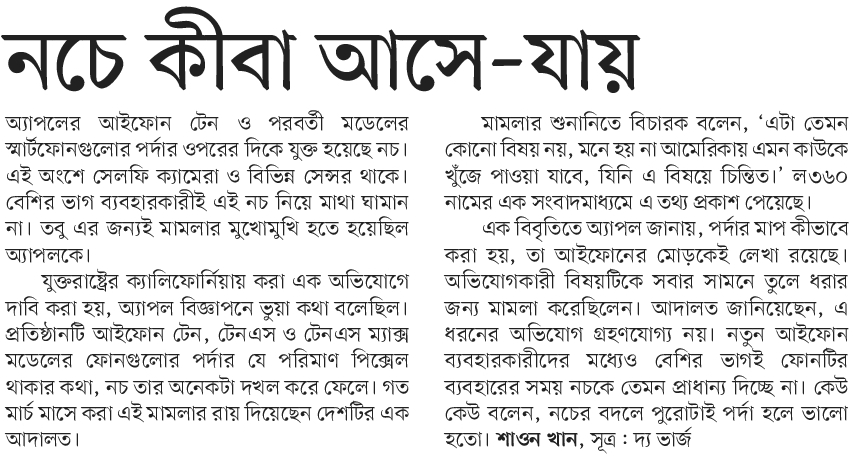 নচে কীবা আসে-যায়
অ্যাপলের আইফোন টেন ও পরবর্তী মডেলের
স্মার্টফোনগুলোর পর্দার ওপরের দিকে যুক্ত হয়েছে নচ।
এই অংশে সেলফি ক্যামেরা ও বিভিন্ন সেন্সর থাকে।
বেশির ভাগ ব্যবহারকারীই এই নচ নিয়ে মাথা ঘামান
না। তবু এর জন্যই মামলার মুখোমুখি হতে হয়েছিল
অ্যাপলকে।
যুক্তরাষ্ট্রের ক্যালিফোর্নিয়ায় করা এক অভিযোগে
দাবি করা হয়, অ্যাপল বিজ্ঞাপনে ভুয়া কথা বলেছিল।
প্রতিষ্ঠানটি আইফোন টেন, টেনএস ও টেনএস ম্যাক্স
মডেলের ফোনগুলোর পর্দার যে পরিমাণ পিক্সেল
থাকার কথা, নচ তার অনেকটা দখল করে ফেলে। গত
মার্চ মাসে করা এই মামলার রায় দিয়েছেন দেশটির এক
আদালত।
মামলার শুনানিতে বিচারক বলেন, ‘এটা তেমন
কোনো বিষয় নয়, মনে হয় না আমেরিকায় এমন কাউকে
খুঁজে পাওয়া যাবে, যিনি এ বিষয়ে চিন্তিত।’ ল৩৬০
নামের এক সংবাদমাধ্যমে এ তথ্য প্রকাশ পেয়েছে।
এক বিবৃতিতে অ্যাপল জানায়, পর্দার মাপ কীভাবে
করা হয়, তা আইফোনের মোড়কেই লেখা রয়েছে।
অভিযোগকারী বিষয়টিকে সবার সামনে তুলে ধরার
জন্য মামলা করেছিলেন। আদালত জানিয়েছেন, এ
ধরনের অভিযোগ গ্রহণযোগ্য নয়। নতুন আইফোন
ব্যবহারকারীদের মধ্যেও বেশির ভাগই ফোনটির
ব্যবহারের সময় নচকে তেমন প্রাধান্য দিচ্ছে না। কেউ
কেউ বলেন, নচের বদলে পুরোটাই পর্দা হলে ভালো
হতো। শাওন খান, সূত্র : দ্য ভার্জ